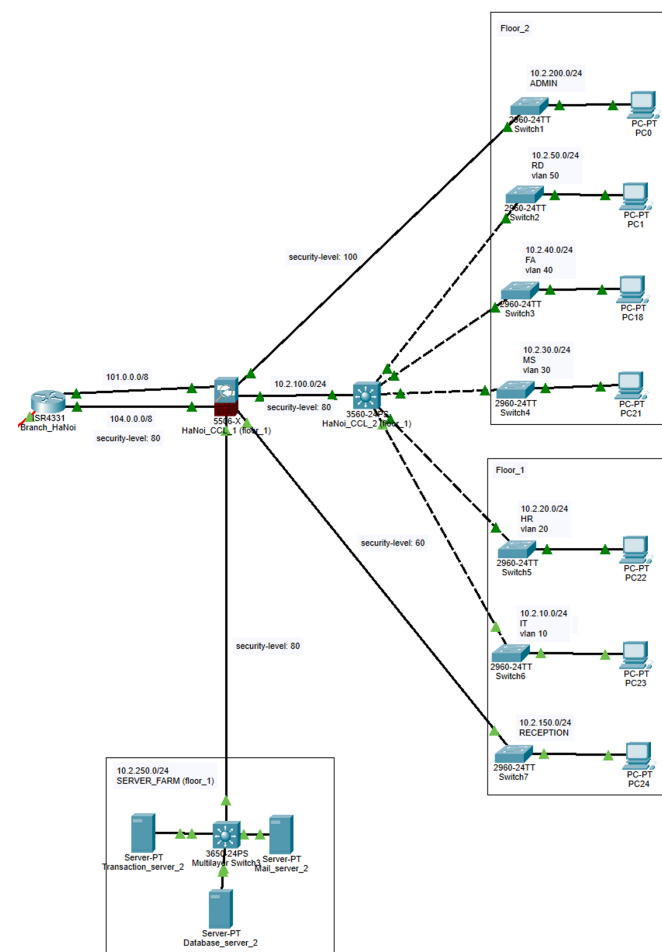 Floor_2
10.2.200.0/24
ADMIN
2960-24TT
Switch1
PC-PT
PC0
10.2.50.0/24
RD
vlan 50
2960-24TT
Switch2
PC-PT
PC1
security-level: 100
10.2.40.0/24
FA
vlan 40
2960-24TT
Switch3
PC-PT
PC18
10.2.30.0/24
MS
vlan 30
2960-24TT
Switch4
PC-PT
PC21
101.0.0.0/8
10.2.100.0/24
ISR4331
Branch_HaNoi
104.0.0.0/8
security-level: 80
5506-X
HaNoi_CCL_1 (floor_1)
security-level: 80
3560-24PS
HaNoi_CCL_2 (floor_1)
Floor_1
10.2.20.0/24
HR
vlan 20
2960-24TT
Switch5
PC-PT
PC22
security-level: 60
10.2.10.0/24
IT
vlan 10
2960-24TT
Switch6
PC-PT
PC23
security-level: 80
10.2.150.0/24
RECEPTION
2960-24TT
Switch7
PC-PT
PC24
10.2.250.0/24
SERVER_FARM (floor_1)
Server-PT
Transaction_server_2
3650-24PS
Multilayer Switch3
Server-PT
Mail_server_2
Server-PT
Database_server_2